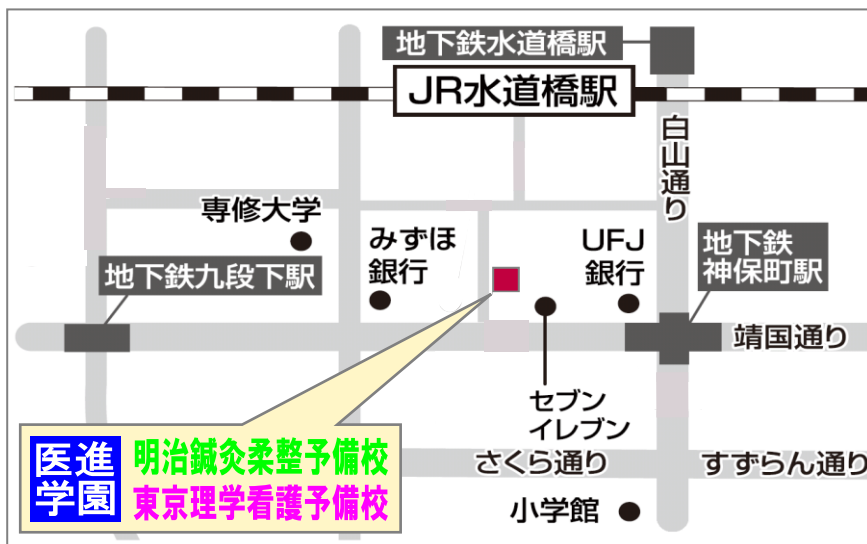 地下鉄水道橋駅
JR水道橋駅
白山通り
専修大学
みずほ
銀行
UFJ
銀行
地下鉄
神保町駅
地下鉄九段下駅
靖国通り
セブン
イレブン
さくら通り
すずらん通り
小学館
医進
学園
明治鍼灸柔整予備校
東京理学看護予備校